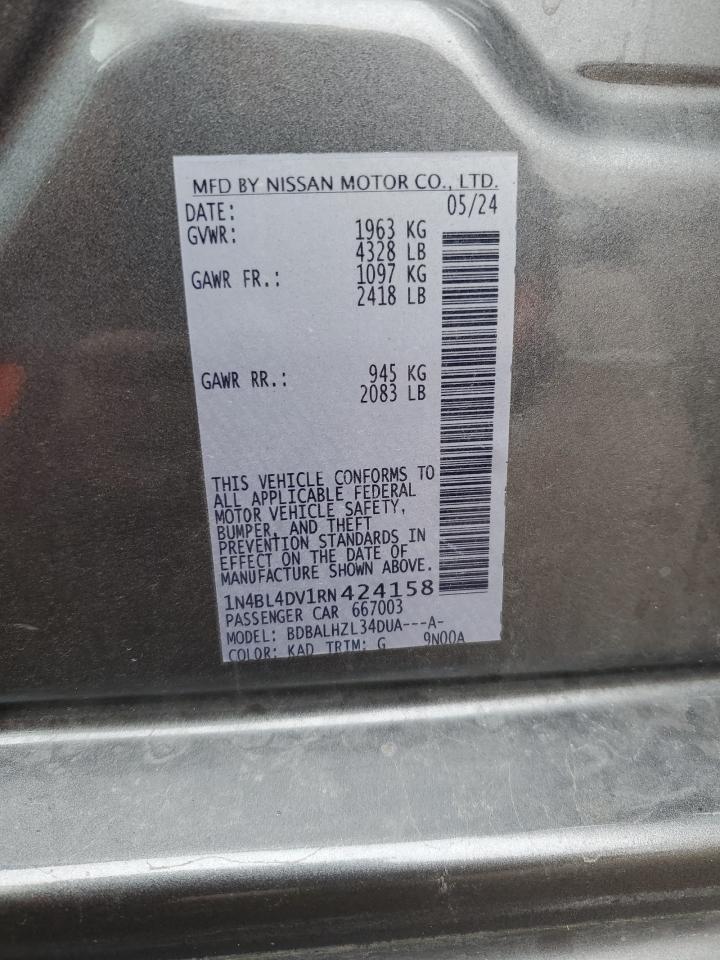 MFD BY NISSAN MOTOR CO., LTD.
DATE: 05/24
GVWR: 1963 KG
4328 LB
GAWR FR.: 1097 KG
2418 LB
GAWR RR.: 945 KG
2083 LB
THIS VEHICLE CONFORMS TO
ALL APPLICABLE FEDERAL
MOTOR VEHICLE SAFETY,
BUMPER, AND THEFT
PREVENTION STANDARDS IN
EFFECT ON THE DATE OF
MANUFACTURE SHOWN ABOVE.
1N4BL4DV1RN424158
PASSENGER CAR 667003
MODEL: BDBALHZL34DUA---A-
COLOR: KAD TRIM: G 9N00A